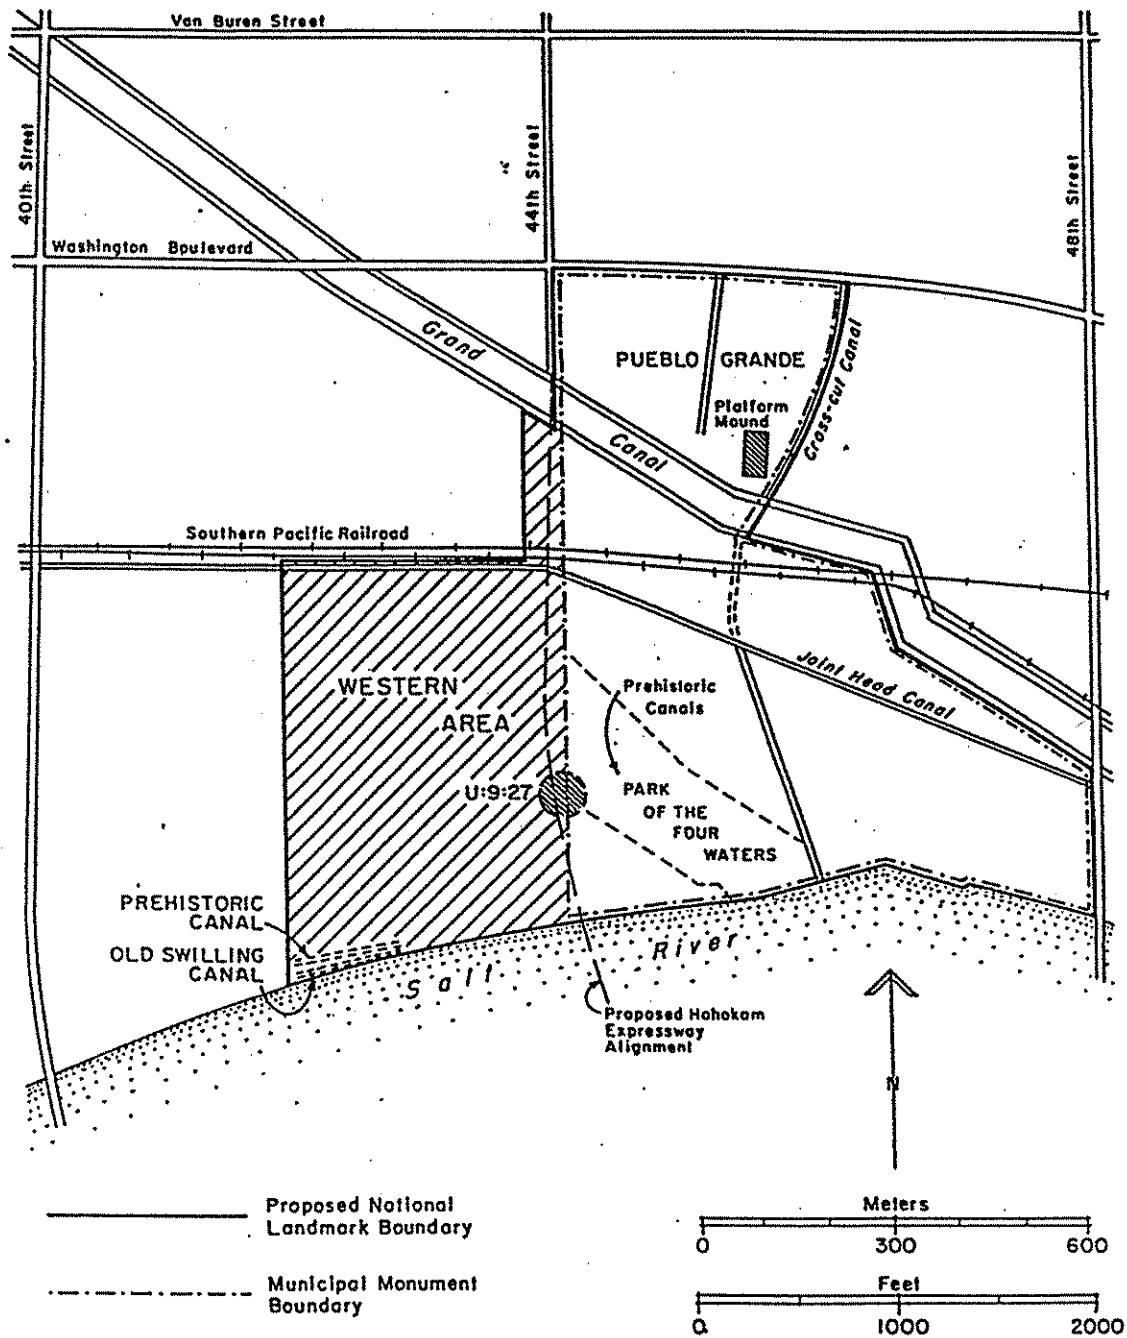 Van Buren Street
40th Street
44th Street
48th Street
Washington Boulevard
Grand
Canal
PUEBLO GRANDE
Platform
Mound
Cross-cut Canal
Southern Pacific Railroad
WESTERN
AREA
Prehistoric
Canals
Joint Head Canal
U:9:27
PARK
OF THE
FOUR
WATERS
PREHISTORIC
CANAL
OLD SWILLING
CANAL
Salt River
Proposed Hohokam
Expressway
Alignment
N
Proposed National
Landmark Boundary
Municipal Monument
Boundary
Meters
0 300 600
Feet
0 1000 2000